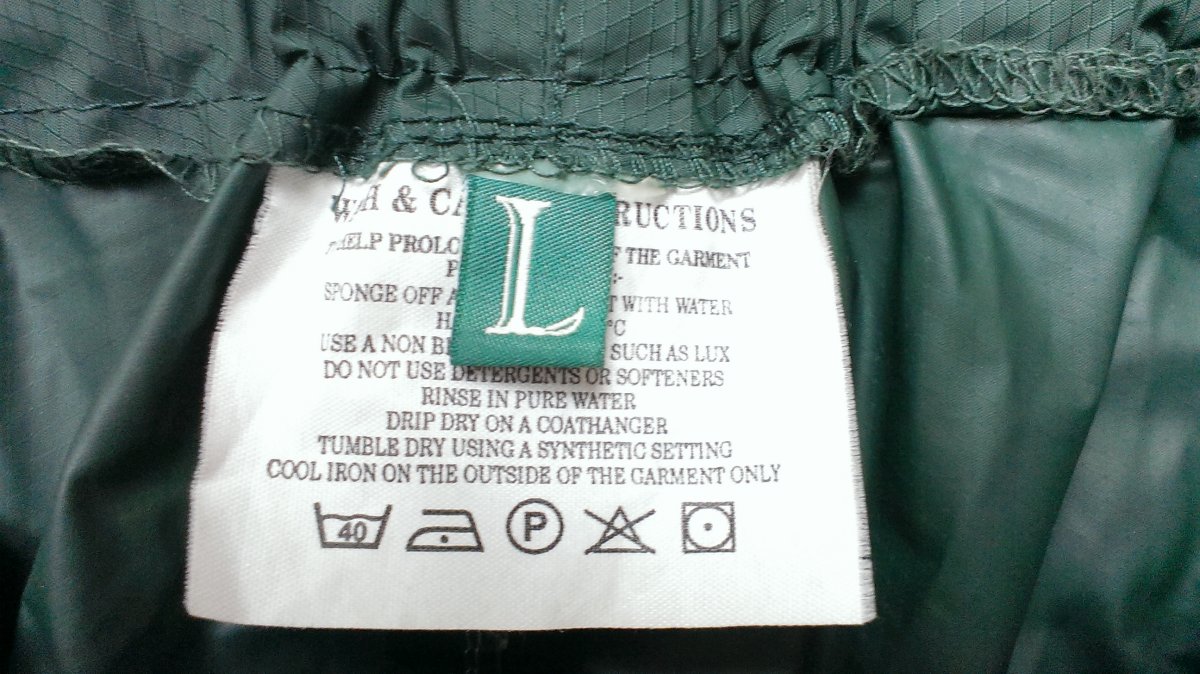 & CA
L
RUCTIONS
HELP PROLO
F THE GARMENT
P
:-
SPONGE OFF A
T WITH WATER
H
°C
USE A NON B
SUCH AS LUX
DO NOT USE DETERGENTS OR SOFTENERS
RINSE IN PURE WATER
DRIP DRY ON A COATHANGER
TUMBLE DRY USING A SYNTHETIC SETTING
COOL IRON ON THE OUTSIDE OF THE GARMENT ONLY
40
P